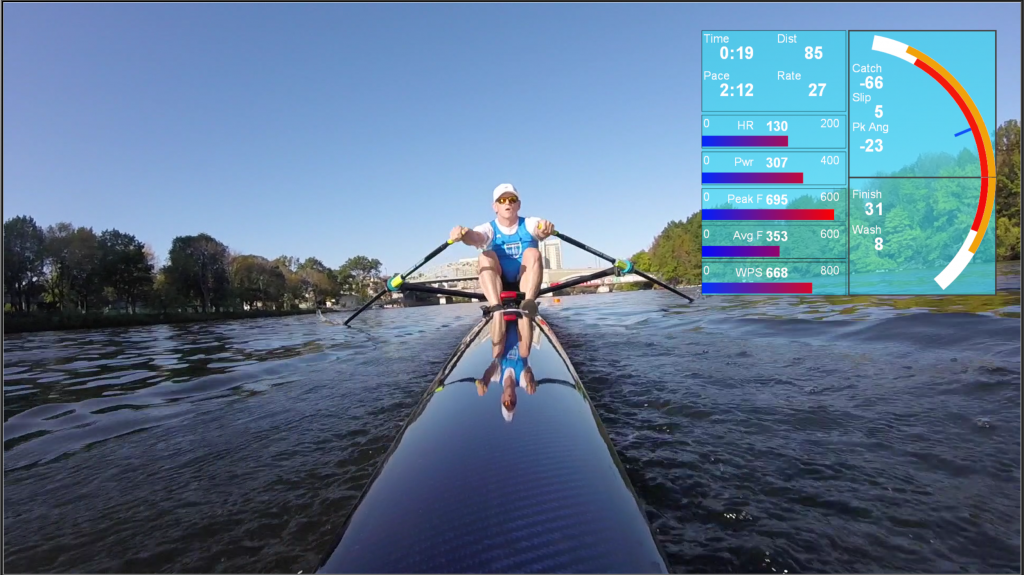 Time Dist
0:19 85
Pace Rate
2:12 27
0 HR 130 200
0 Pwr 307 400
0 Peak F 695 600
0 Avg F 353 600
0 WPS 668 800
Catch
-66
Slip
5
Pk Ang
-23
Finish
31
Wash
8